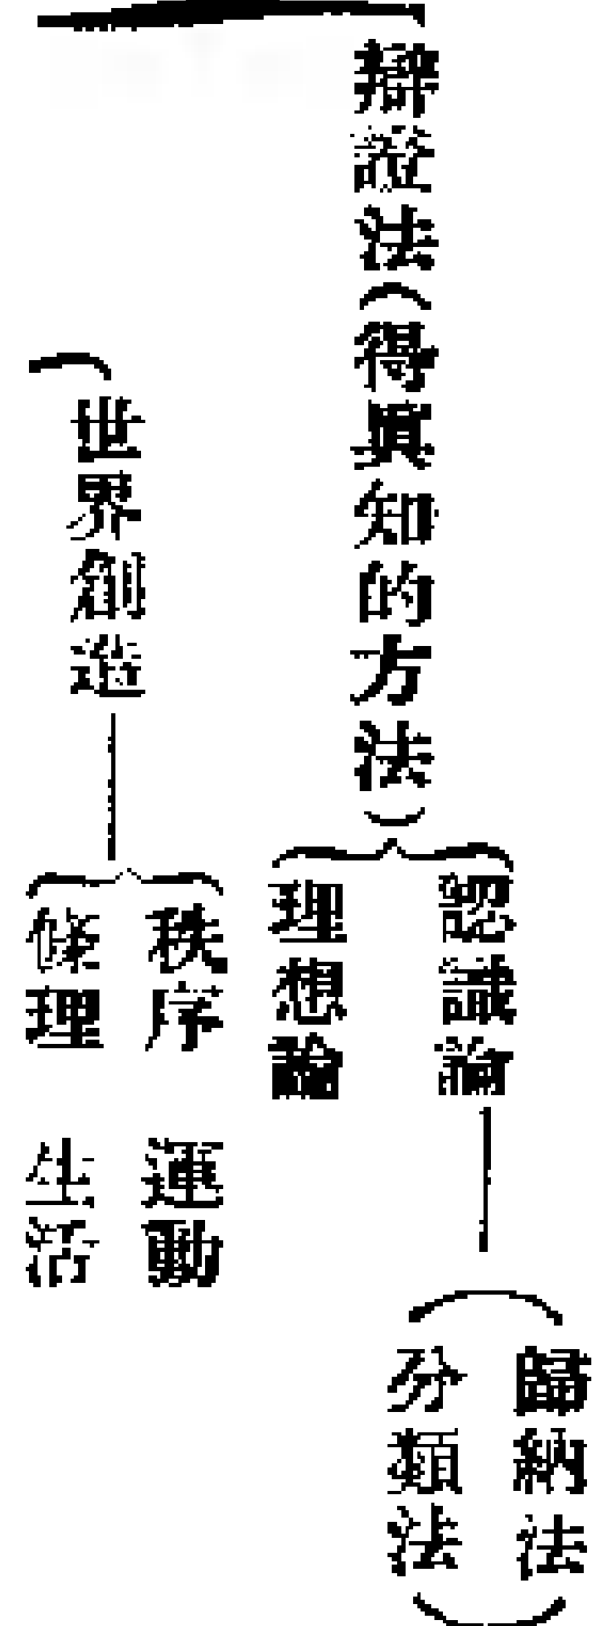 辯證法(得眞知的方法)
認識論
歸納法
分類法
理想論
世界創造
秩序 運動
條理 生活